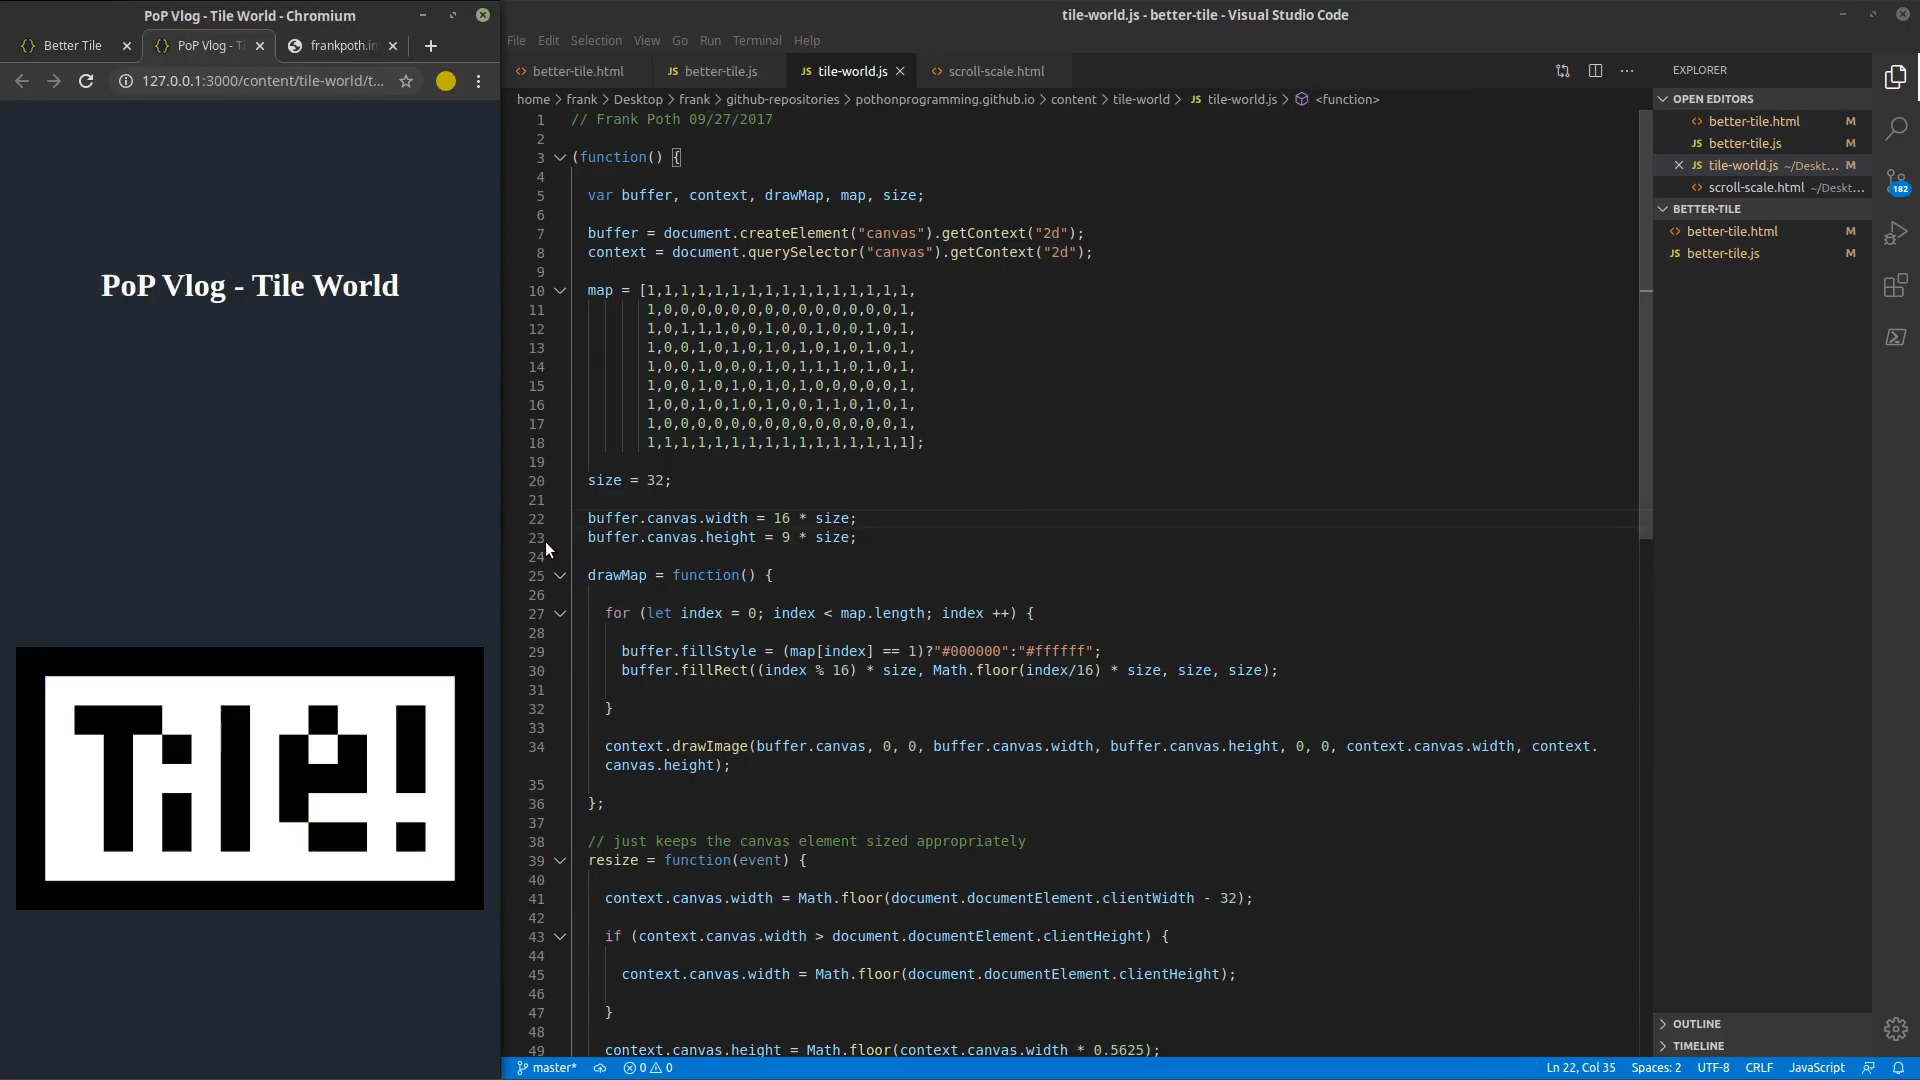 PoP Vlog - Tile World - Chromium
Better Tile
PoP Vlog - Ti
frankpoth.in
127.0.0.1:3000/content/tile-world/t...
PoP Vlog - Tile World
Tile!
tile-world.js - better-tile - Visual Studio Code
File Edit Selection View Go Run Terminal Help
better-tile.html
better-tile.js
tile-world.js
scroll-scale.html
home > frank > Desktop > frank > github-repositories > pothonprogramming.github.io > content > tile-world > JS tile-world.js > <function>
1 // Frank Poth 09/27/2017
2
3 (function() {
4
5 var buffer, context, drawMap, map, size;
6
7 buffer = document.createElement("canvas").getContext("2d");
8 context = document.querySelector("canvas").getContext("2d");
9
10 map = [1,1,1,1,1,1,1,1,1,1,1,1,1,1,1,1,
11 1,0,0,0,0,0,0,0,0,0,0,0,0,0,0,1,
12 1,0,1,1,1,0,0,1,0,0,1,0,0,1,0,1,
13 1,0,0,1,0,1,0,1,0,1,0,1,0,1,0,1,
14 1,0,0,1,0,0,0,1,0,1,1,1,0,1,0,1,
15 1,0,0,1,0,1,0,1,0,1,0,0,0,0,0,1,
16 1,0,0,1,0,1,0,1,0,0,1,1,0,1,0,1,
17 1,0,0,0,0,0,0,0,0,0,0,0,0,0,0,1,
18 1,1,1,1,1,1,1,1,1,1,1,1,1,1,1,1];
19
20 size = 32;
21
22 buffer.canvas.width = 16 * size;
23 buffer.canvas.height = 9 * size;
24
25 drawMap = function() {
26
27 for (let index = 0; index < map.length; index ++) {
28
29 buffer.fillStyle = (map[index] == 1)?"#000000":"#ffffff";
30 buffer.fillRect((index % 16) * size, Math.floor(index/16) * size, size, size);
31
32 }
33
34 context.drawImage(buffer.canvas, 0, 0, buffer.canvas.width, buffer.canvas.height, 0, 0, context.canvas.width, context.
canvas.height);
35
36 };
37
38 // just keeps the canvas element sized appropriately
39 resize = function(event) {
40
41 context.canvas.width = Math.floor(document.documentElement.clientWidth - 32);
42
43 if (context.canvas.width > document.documentElement.clientHeight) {
44
45 context.canvas.width = Math.floor(document.documentElement.clientHeight);
46
47 }
48
49 context.canvas.height = Math.floor(context.canvas.width * 0.5625);
EXPLORER
OPEN EDITORS
better-tile.html M
JS better-tile.js M
JS tile-world.js ~/Deskt... M
scroll-scale.html ~/Deskt...
BETTER-TILE
better-tile.html M
JS better-tile.js M
182
OUTLINE
TIMELINE
master*
0 0
Ln 22, Col 35 Spaces: 2 UTF-8 CRLF JavaScript